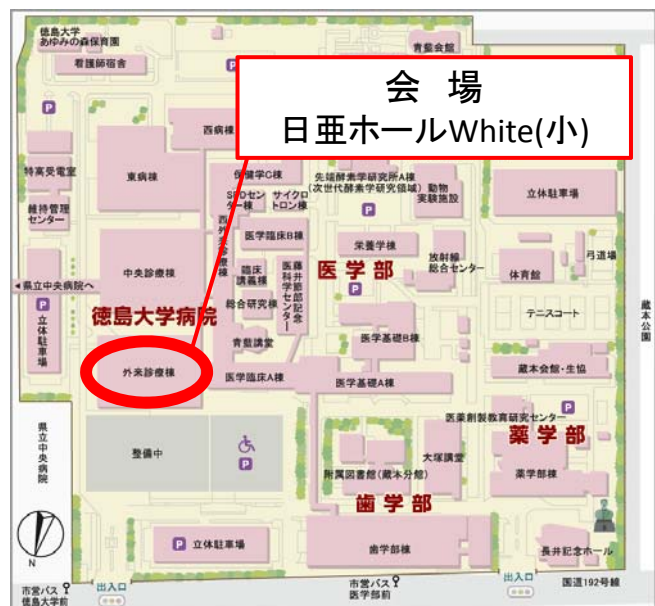 徳島大学
あゆみの森保育園
看護師宿舎
青藍会館
会 場
日亜ホールWhite(小)
西病棟
東病棟
特高受電室
維持管理
センター
保健学C棟
SPDセン
ター棟
サイクロ
トロン棟
先端酵素学研究所A棟
(次世代酵素学研究領域)
動物
実験施設
立体駐車場
西外来診療棟
医学臨床B棟
栄養学棟
弓道場
中央診療棟
臨床
講義棟
藤井節郎記念
医科学センター
医学部
放射線
総合センター
体育館
蔵本公園
◀県立中央病院へ
P
立体駐車場
徳島大学病院
総合研究棟
テニスコート
青藍講堂
医学基礎B棟
外来診療棟
医学臨床A棟
医学基礎A棟
蔵本会館・生協
医薬創製教育研究センター
薬学部
県立中央病院
整備中
P
大塚講堂
薬学部棟
附属図書館(蔵本分館)
歯学部
P 立体駐車場
歯学部棟
長井記念ホール
N
市営バス
徳島大学前
出入口
市営バス
医学部前
出入口
国道192号線